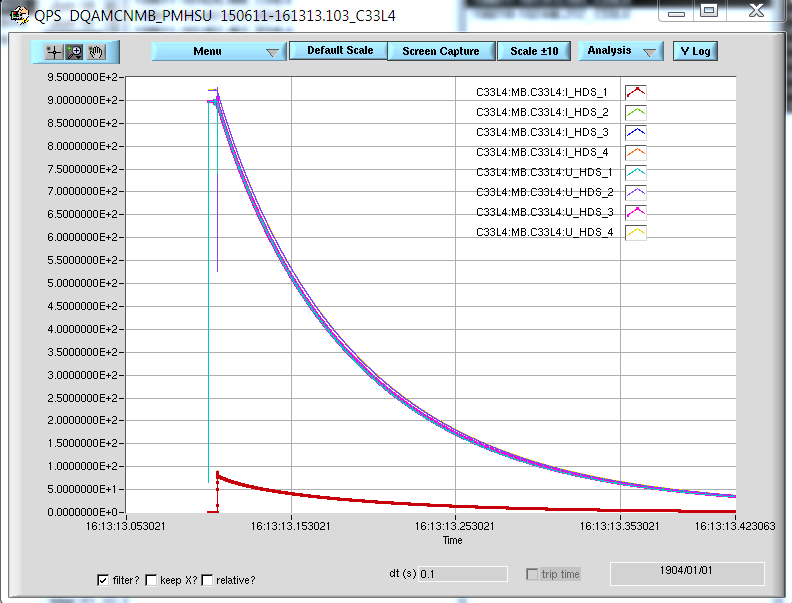 QPS DQAMCNMB_PMHSU 150611-161313.103_C33L4
Menu Default Scale Screen Capture Scale ±10 Analysis Y Log
9.5000000E+2
9.0000000E+2
8.5000000E+2
8.0000000E+2
7.5000000E+2
7.0000000E+2
6.5000000E+2
6.0000000E+2
5.5000000E+2
5.0000000E+2
4.5000000E+2
4.0000000E+2
3.5000000E+2
3.0000000E+2
2.5000000E+2
2.0000000E+2
1.5000000E+2
1.0000000E+2
5.0000000E+1
0.0000000E+0
C33L4:MB.C33L4:I_HDS_1
C33L4:MB.C33L4:I_HDS_2
C33L4:MB.C33L4:I_HDS_3
C33L4:MB.C33L4:I_HDS_4
C33L4:MB.C33L4:U_HDS_1
C33L4:MB.C33L4:U_HDS_2
C33L4:MB.C33L4:U_HDS_3
C33L4:MB.C33L4:U_HDS_4
16:13:13.053021 16:13:13.153021 16:13:13.253021 16:13:13.353021 16:13:13.423063
Time
filter? keep X? relative? dt (s) 0.1 trip time 1904/01/01